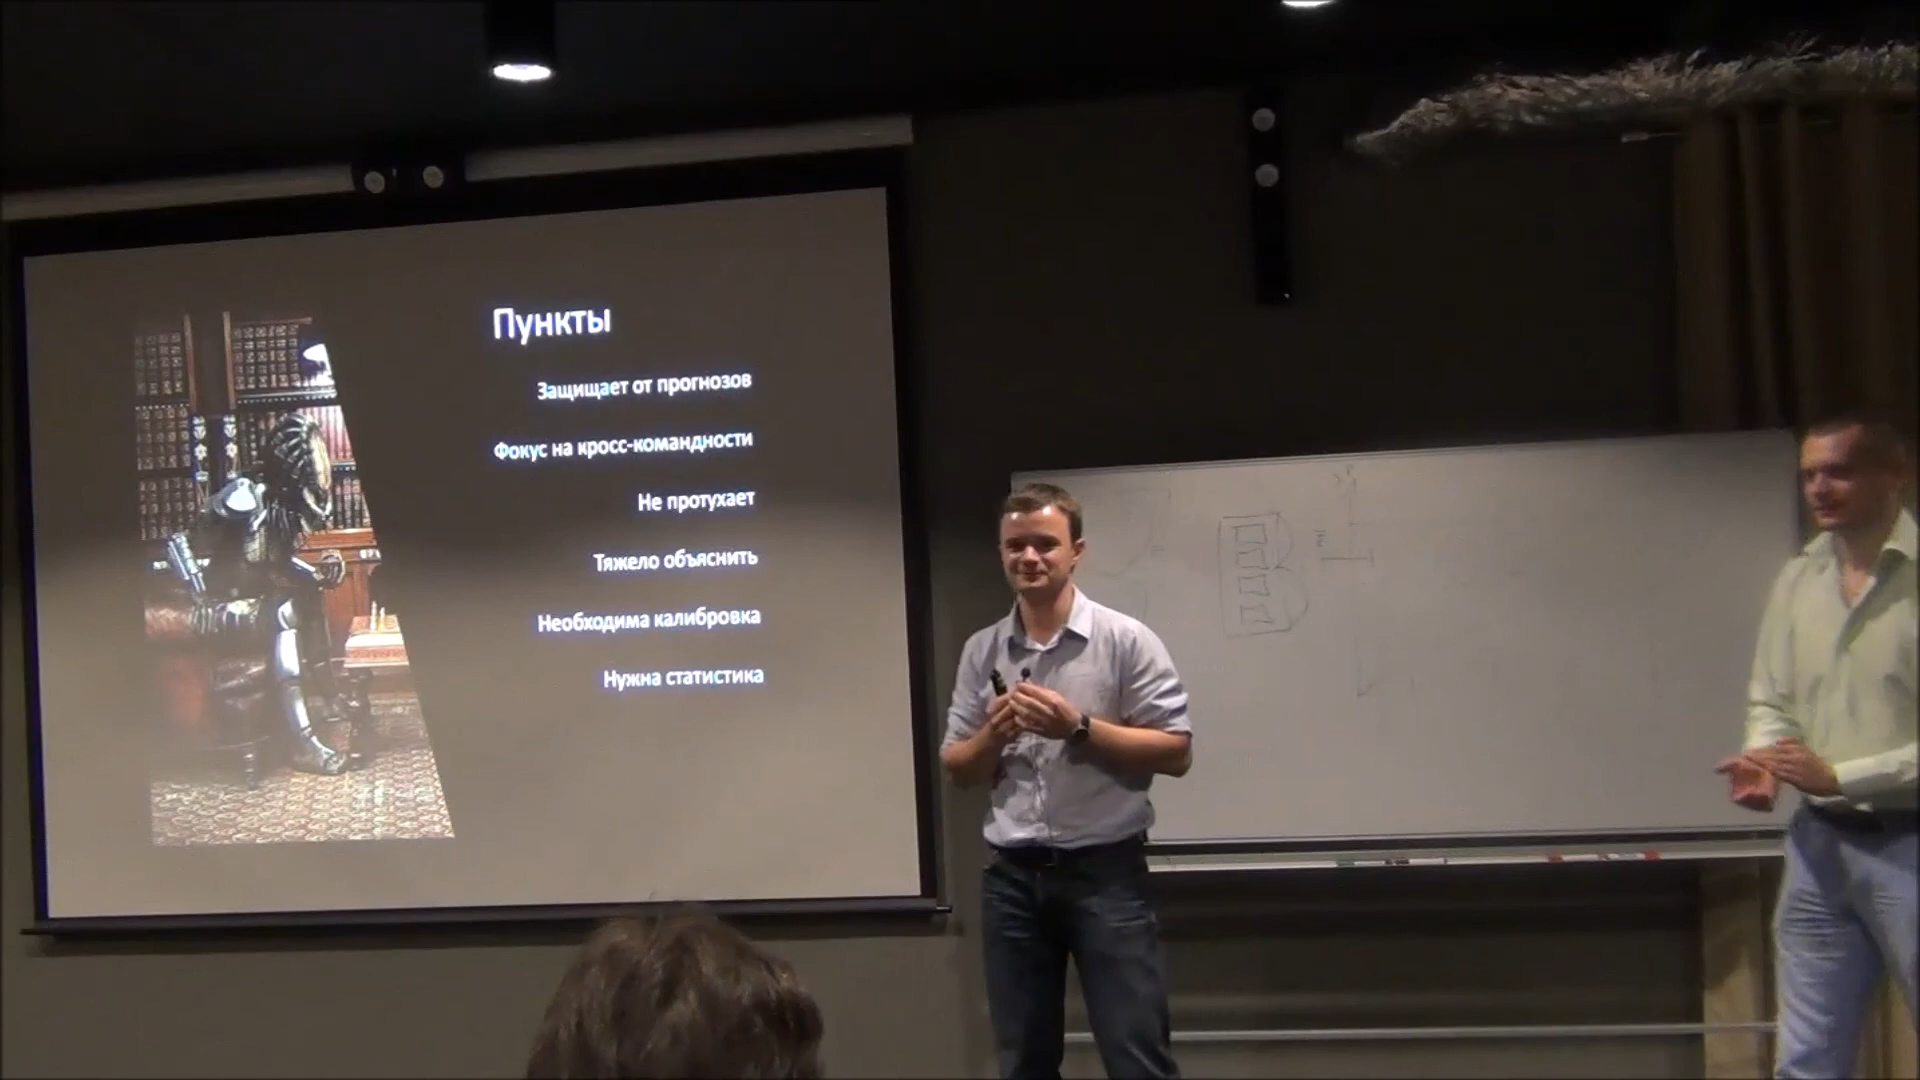 Пункты
Защищает от прогнозов
Фокус на кросс-командности
Не протухает
Тяжело объяснить
Необходима калибровка
Нужна статистика